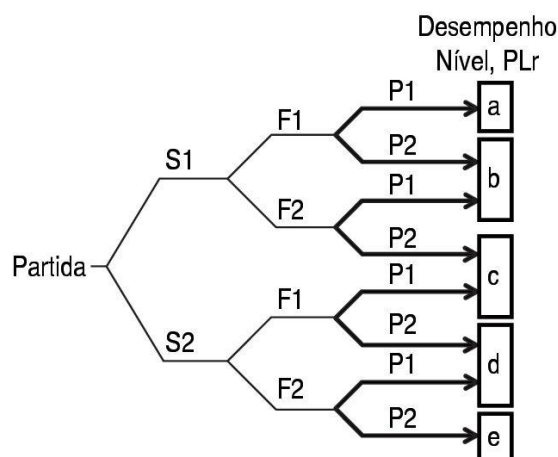 Desempenho
Nível, PLr
P1
a
F1
P2
S1
b
P1
F2
P2
c
Partida
P1
F1
P2
S2
d
P1
F2
P2
e